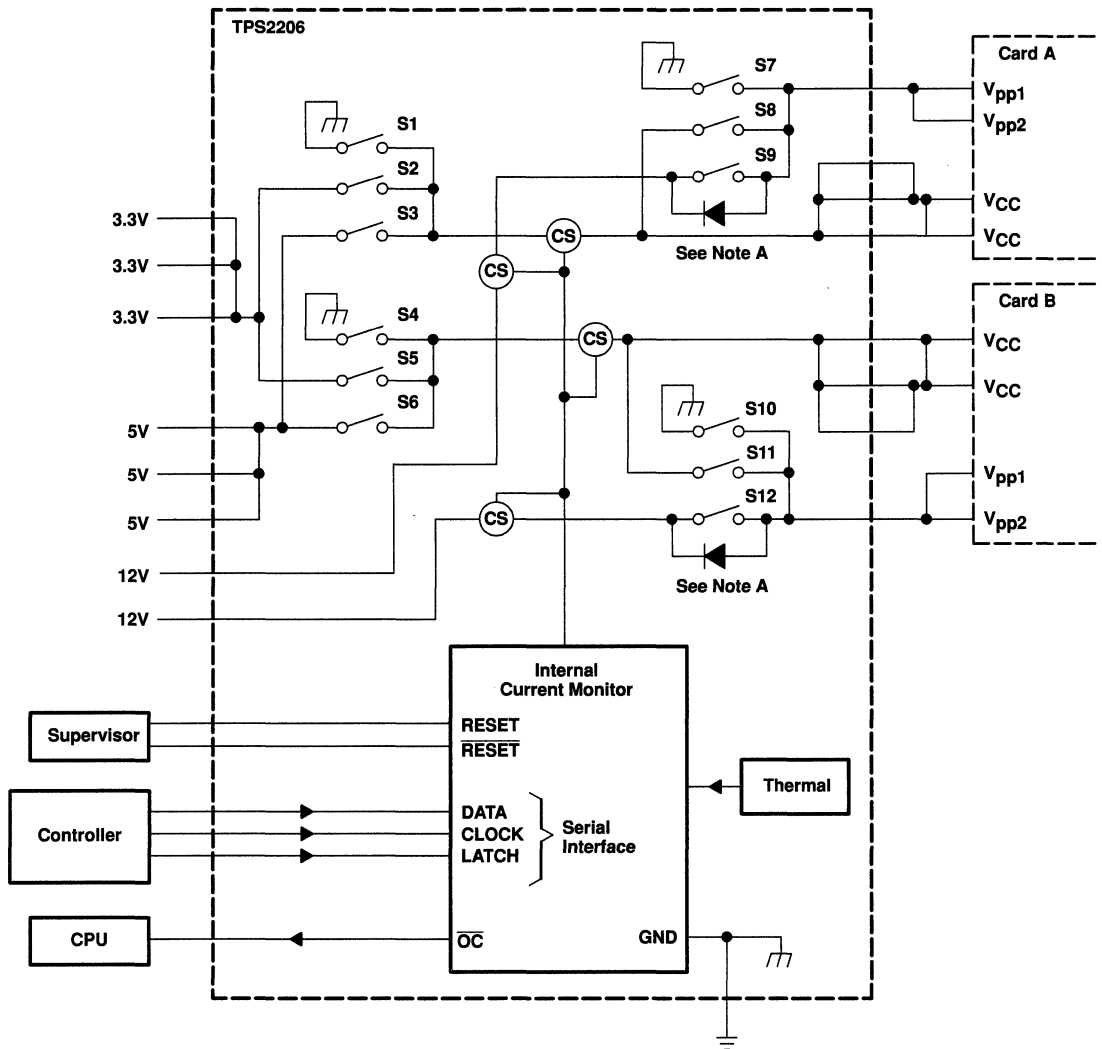 TPS2206
Card A
S7
Vpp1
S8
Vpp2
S1
S9
S2
3.3V
S3
VCC
CS
VCC
See Note A
3.3V
CS
Card B
3.3V
S4
CS
VCC
S5
VCC
S6
S10
5V
S11
5V
Vpp1
S12
5V
CS
Vpp2
12V
See Note A
12V
Internal
Current Monitor
Supervisor
RESET
RESET
Thermal
Controller
DATA
CLOCK
LATCH
Serial
Interface
CPU
OC
GND